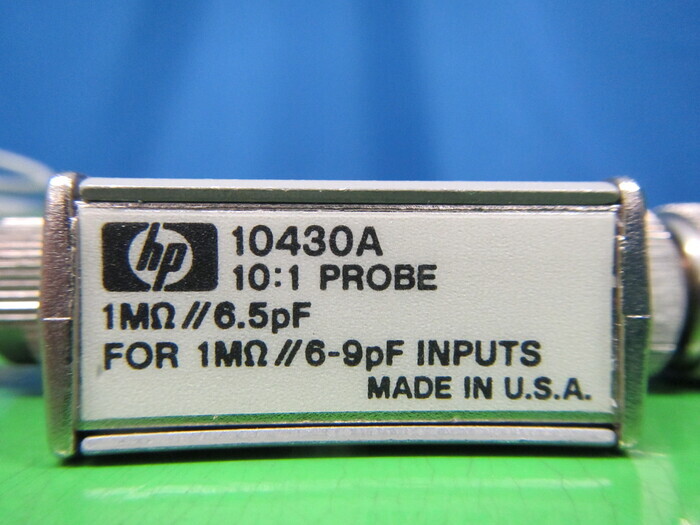 hp 10430A
10:1 PROBE
1MΩ//6.5pF
FOR 1MΩ//6-9pF INPUTS
MADE IN U.S.A.